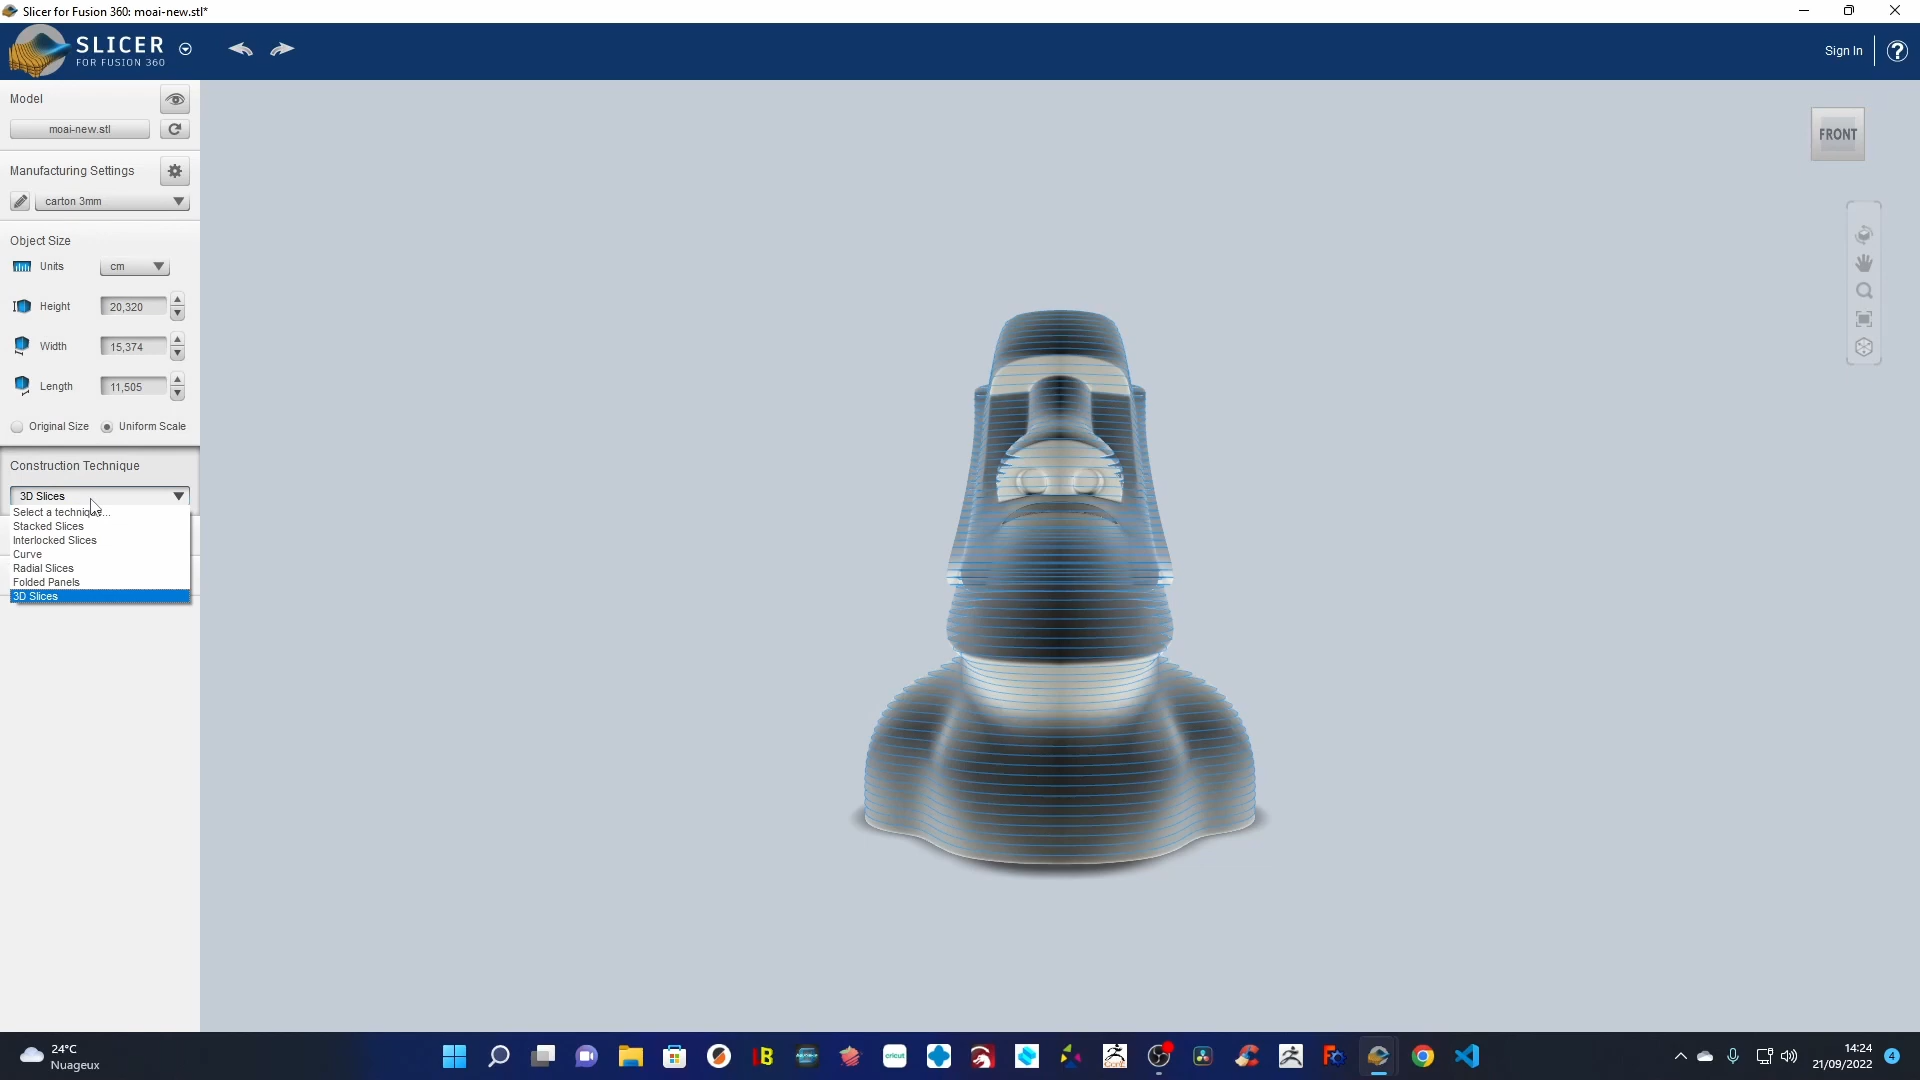 Slicer for Fusion 360: moai-new.stl*
SLICER
FOR FUSION 360
Sign In
?
Model
moai-new.stl
Manufacturing Settings
carton 3mm
Object Size
Units cm
Height 20,320
Width 15,374
Length 11,505
Original Size Uniform Scale
Construction Technique
3D Slices
Select a technique...
Stacked Slices
Interlocked Slices
Curve
Radial Slices
Folded Panels
3D Slices
FRONT
24°C
Nuageux
cricut
14:24
21/09/2022
4